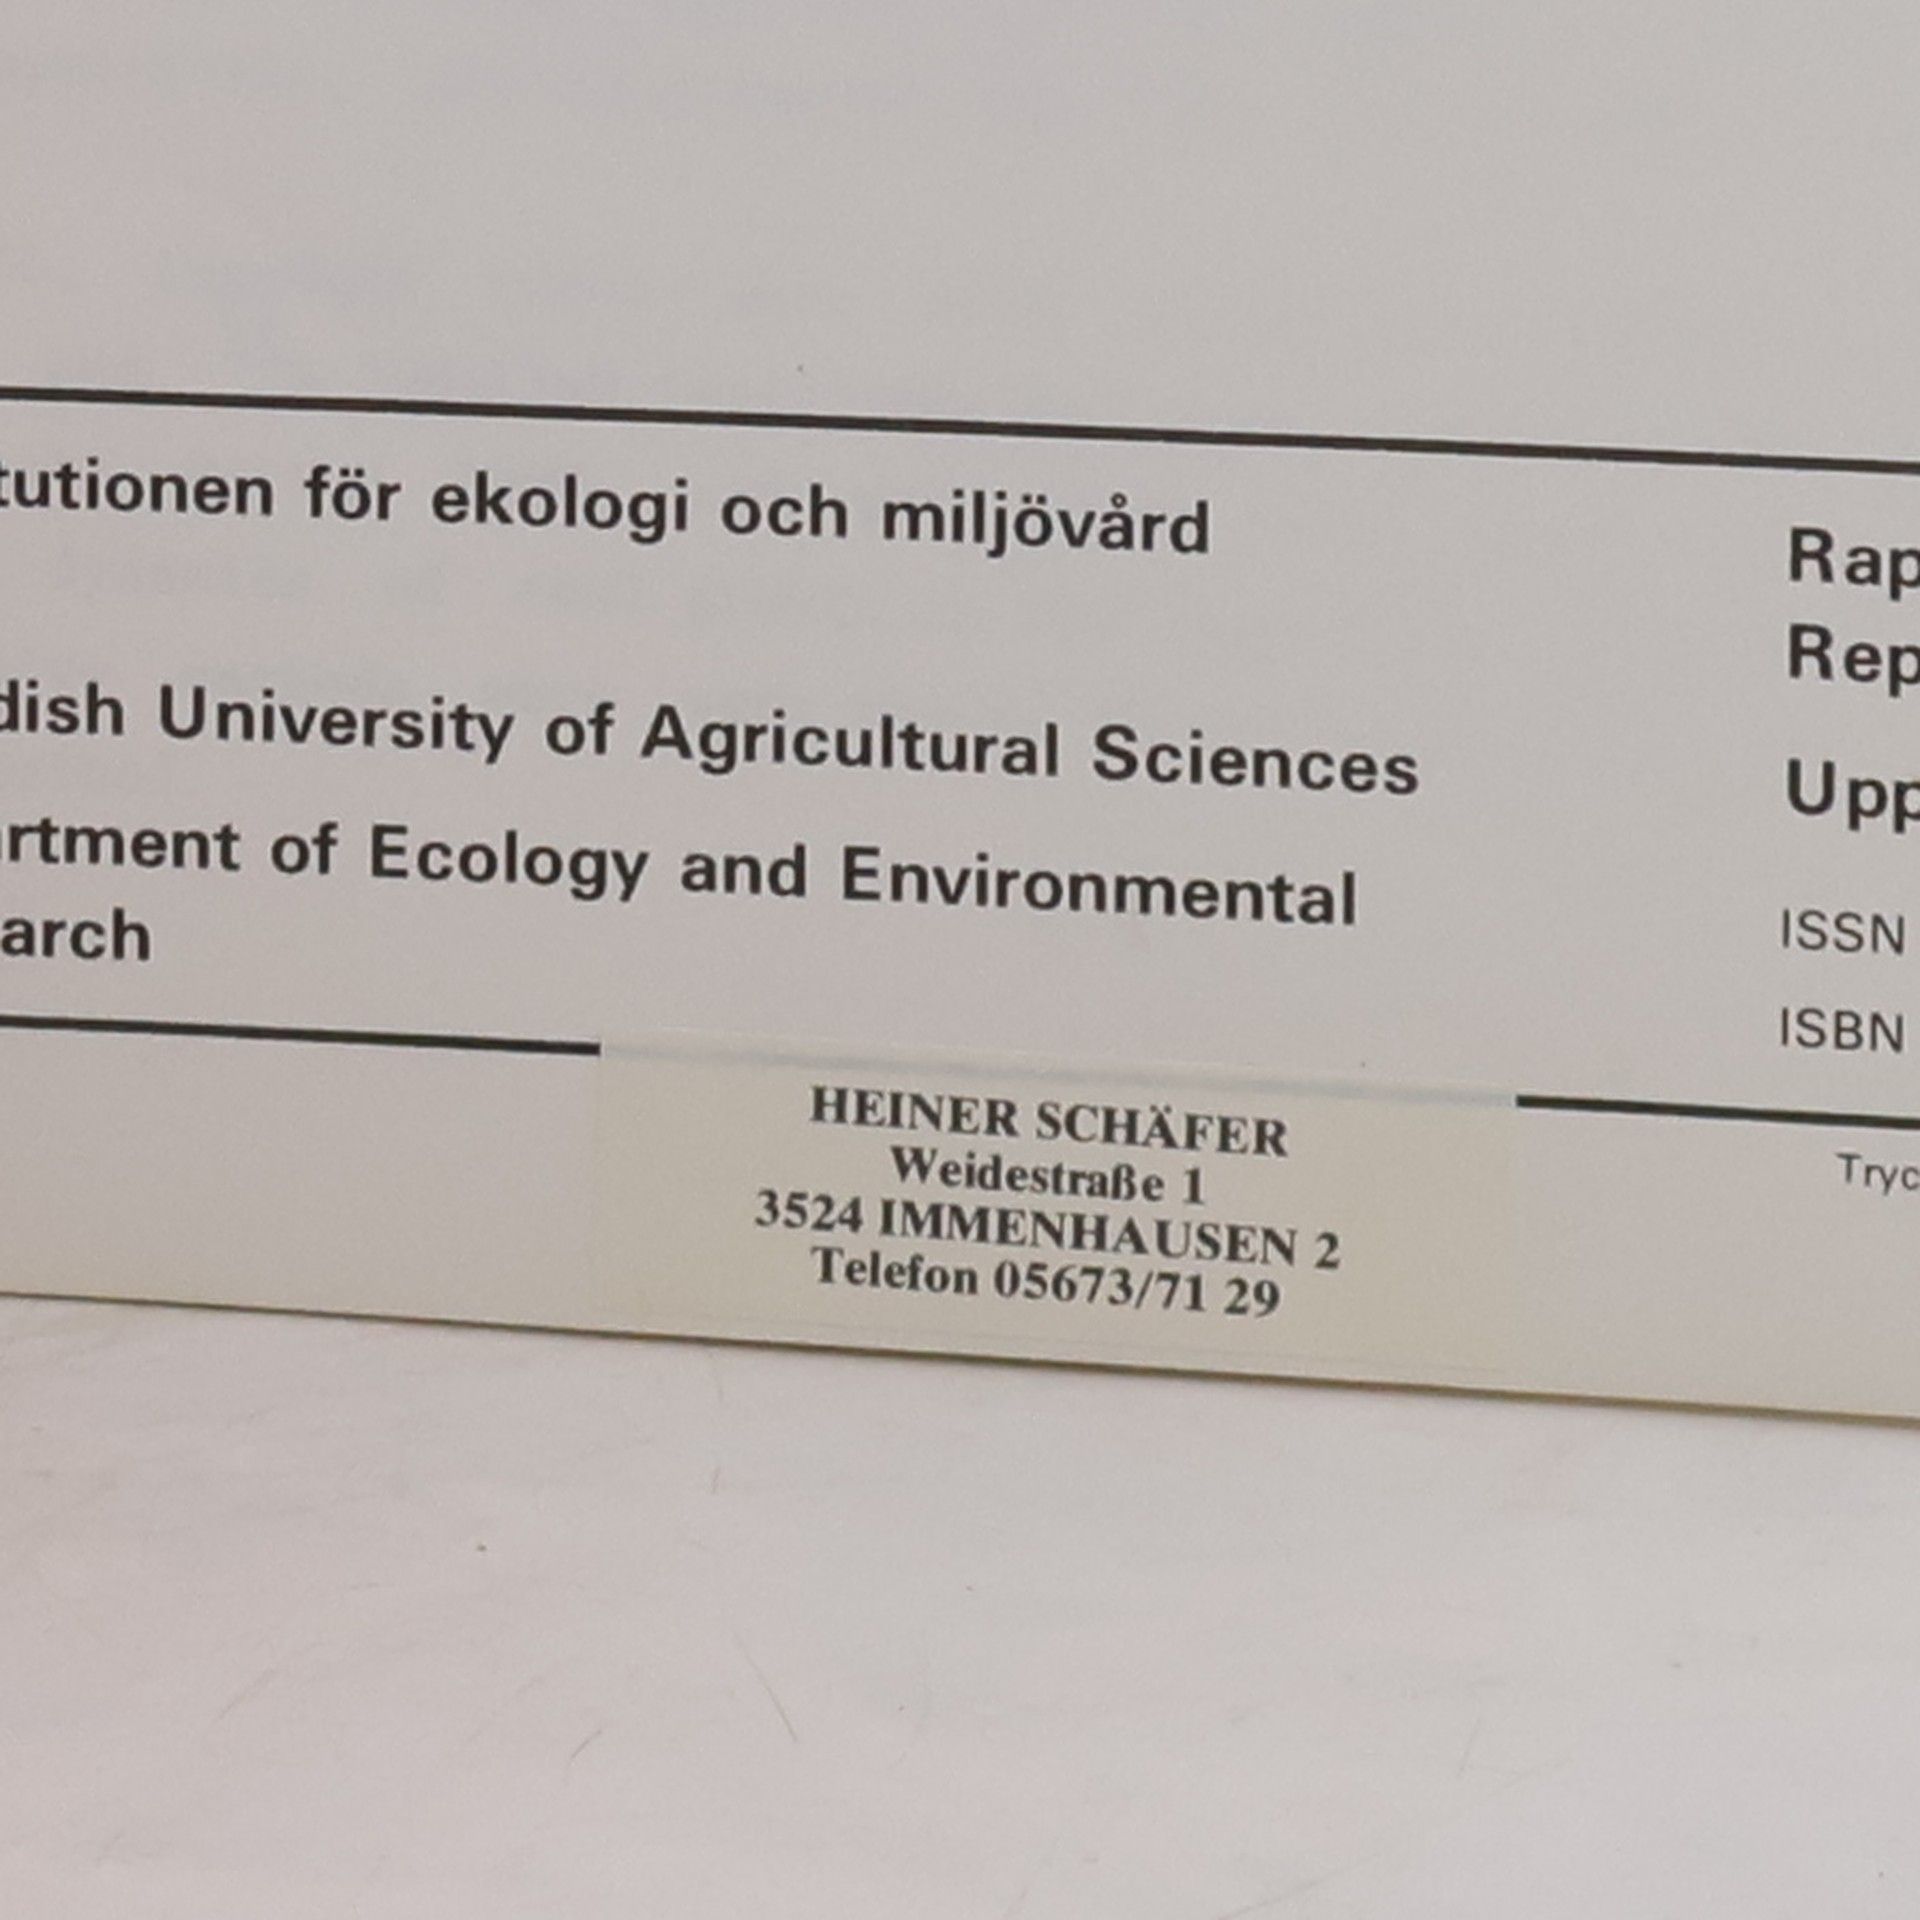 tutionen för ekologi och miljövård
dish University of Agricultural Sciences
artment of Ecology and Environmental
arch
Rap
Rep
Upp
ISSN
ISBN
Tryc
HEINER SCHÄFER
Weidestraße 1
3524 IMMENHAUSEN 2
Telefon 05673/71 29